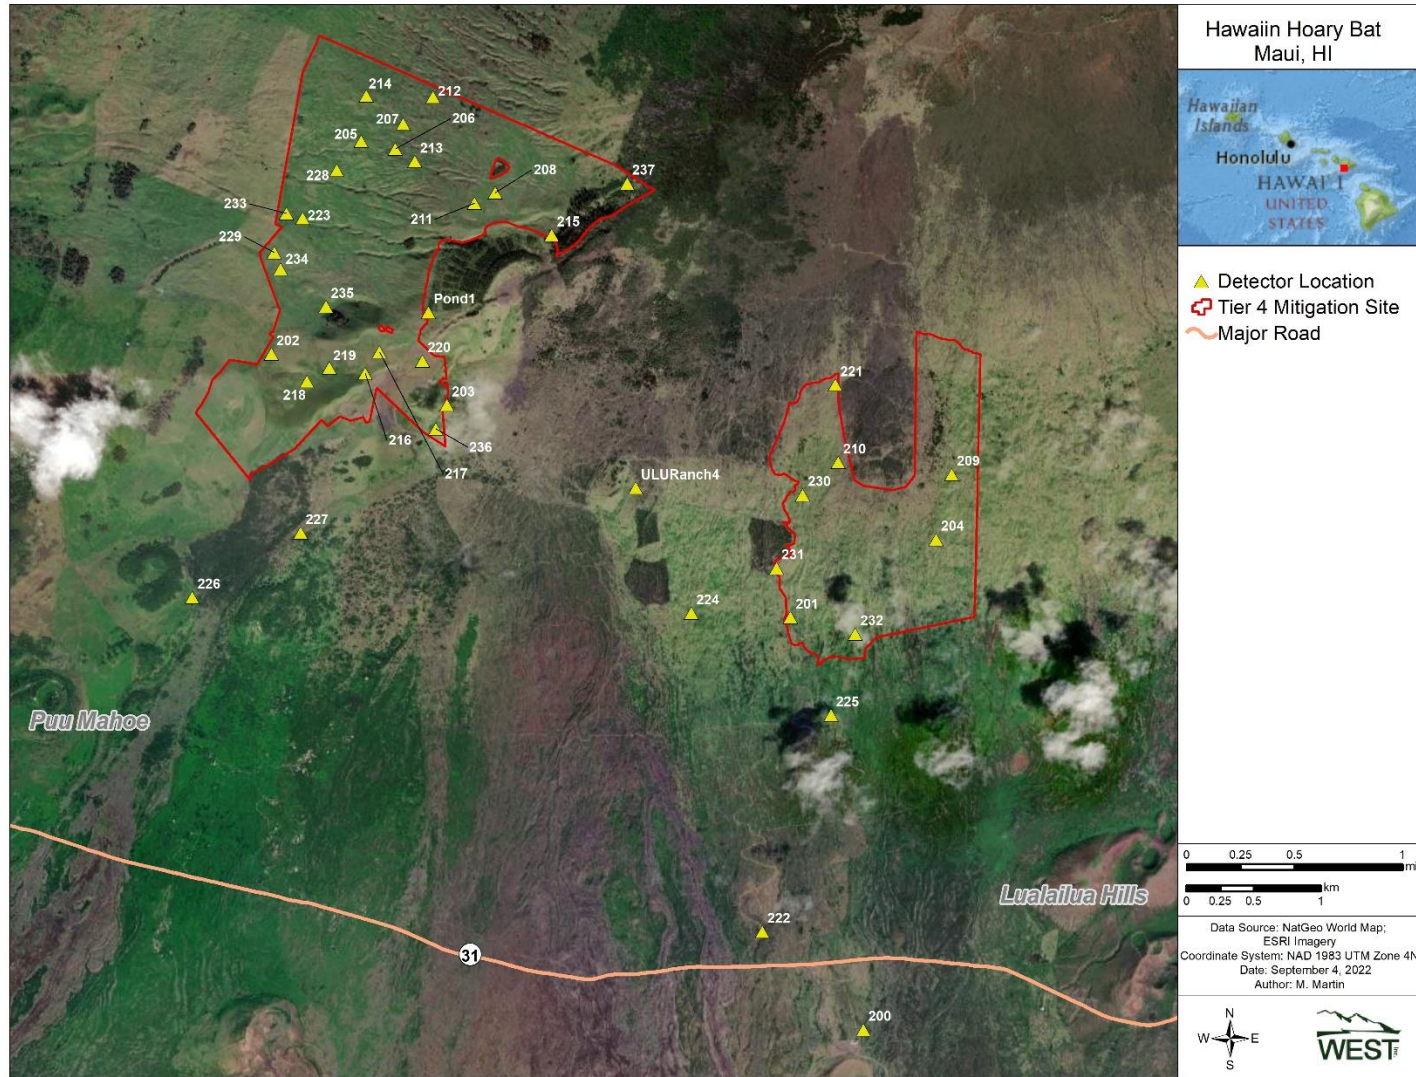 Hawaiin Hoary Bat
Maui, HI
Hawaiian
Islands
Honolulu
HAWAI'I
UNITED
STATES
Detector Location
Tier 4 Mitigation Site
Major Road
214
212
207
206
205
213
228
208
237
233
223
211
215
229
234
235
Pond1
202
219
220
218
203
216
236
217
221
210
209
ULURanch4
230
204
227
231
226
224
201
232
225
Puu Mahoe
Lualailua Hills
222
31
200
0 0.25 0.5 1
mi
km
0 0.25 0.5 1
Data Source: NatGeo World Map;
ESRI Imagery
Coordinate System: NAD 1983 UTM Zone 4N
Date: September 4, 2022
Author: M. Martin
N
W E
S
WEST